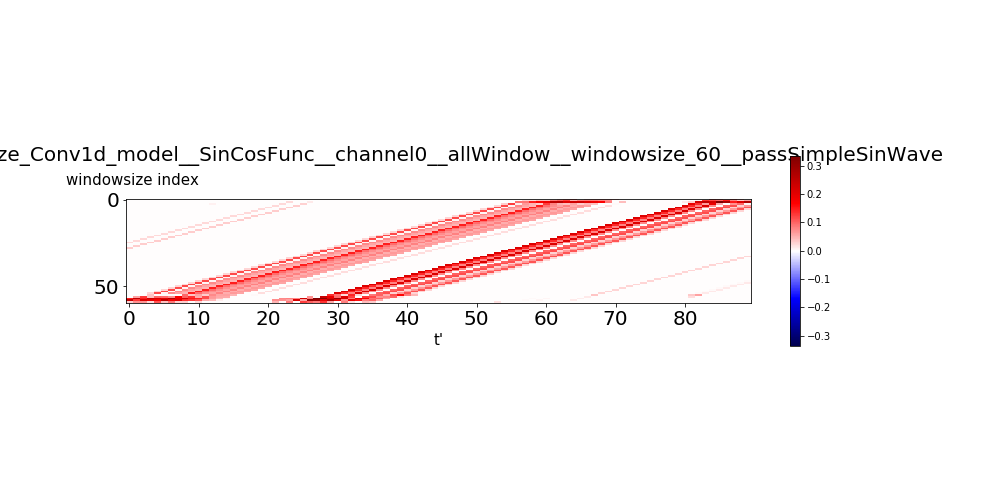 ze_Conv1d_model__SinCosFunc__channel0__allWindow__windowsize_60__passSimpleSinWave
windowsize index
0
50
0 10 20 30 40 50 60 70 80
t'
0.3
0.2
0.1
0.0
−0.1
−0.2
−0.3